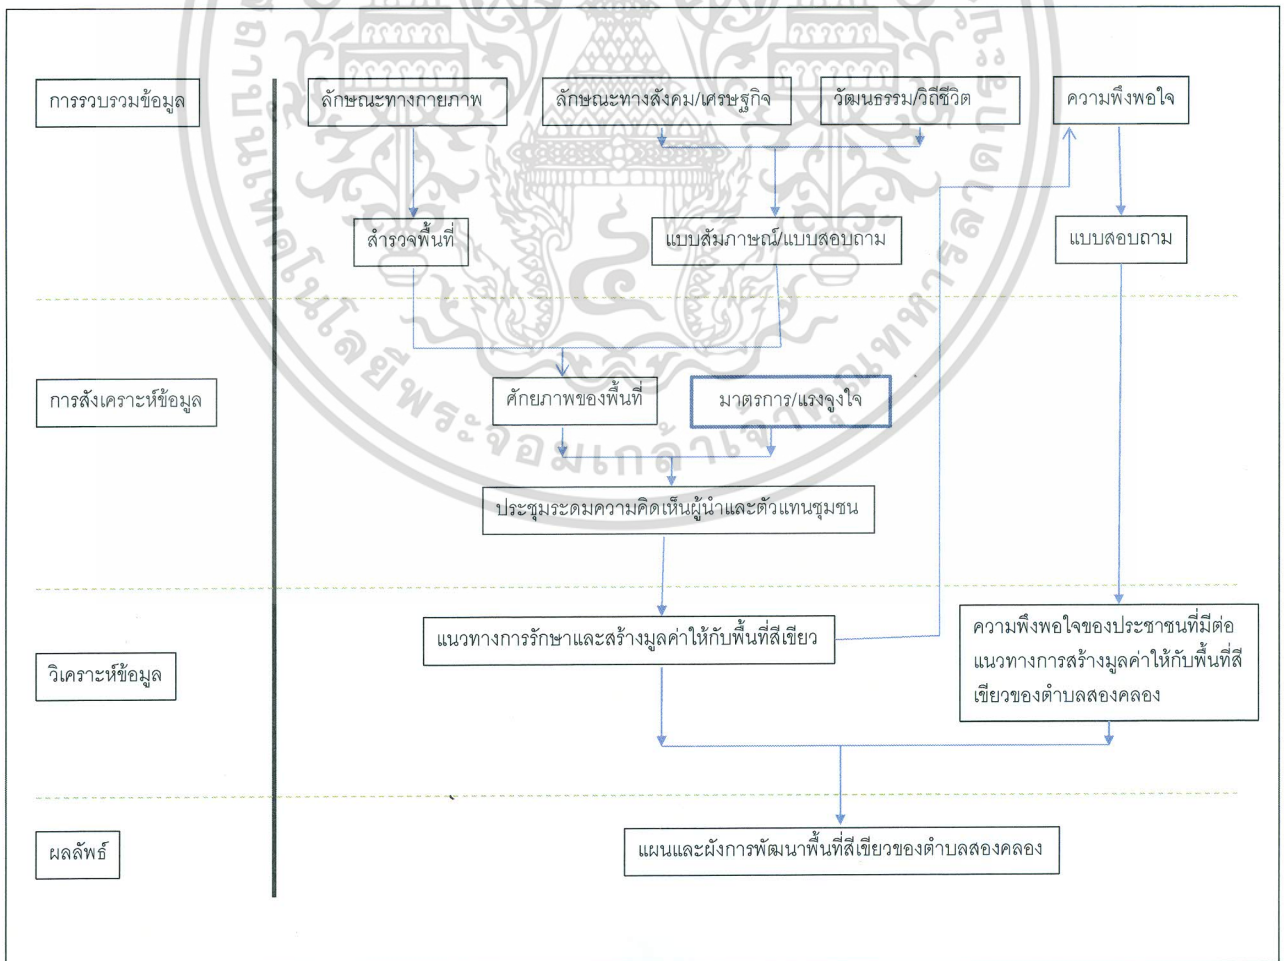 การรวบรวมข้อมูล
ลักษณะทางกายภาพ
ลักษณะทางสังคม/เศรษฐกิจ
วัฒนธรรม/วิถีชีวิต
ความพึงพอใจ
สำรวจพื้นที่
แบบสัมภาษณ์/แบบสอบถาม
แบบสอบถาม
การสังเคราะห์ข้อมูล
ศักยภาพของพื้นที่
มาตรการ/แรงจูงใจ
ประชุมระดมความคิดเห็นผู้นำและตัวแทนชุมชน
วิเคราะห์ข้อมูล
แนวทางการรักษาและสร้างมูลค่าให้กับพื้นที่สีเขียว
ความพึงพอใจของประชาชนที่มีต่อ
แนวทางการสร้างมูลค่าให้กับพื้นที่สี
เขียวของตำบลสองคลอง
ผลลัพธ์
แผนและผังการพัฒนาพื้นที่สีเขียวของตำบลสองคลอง